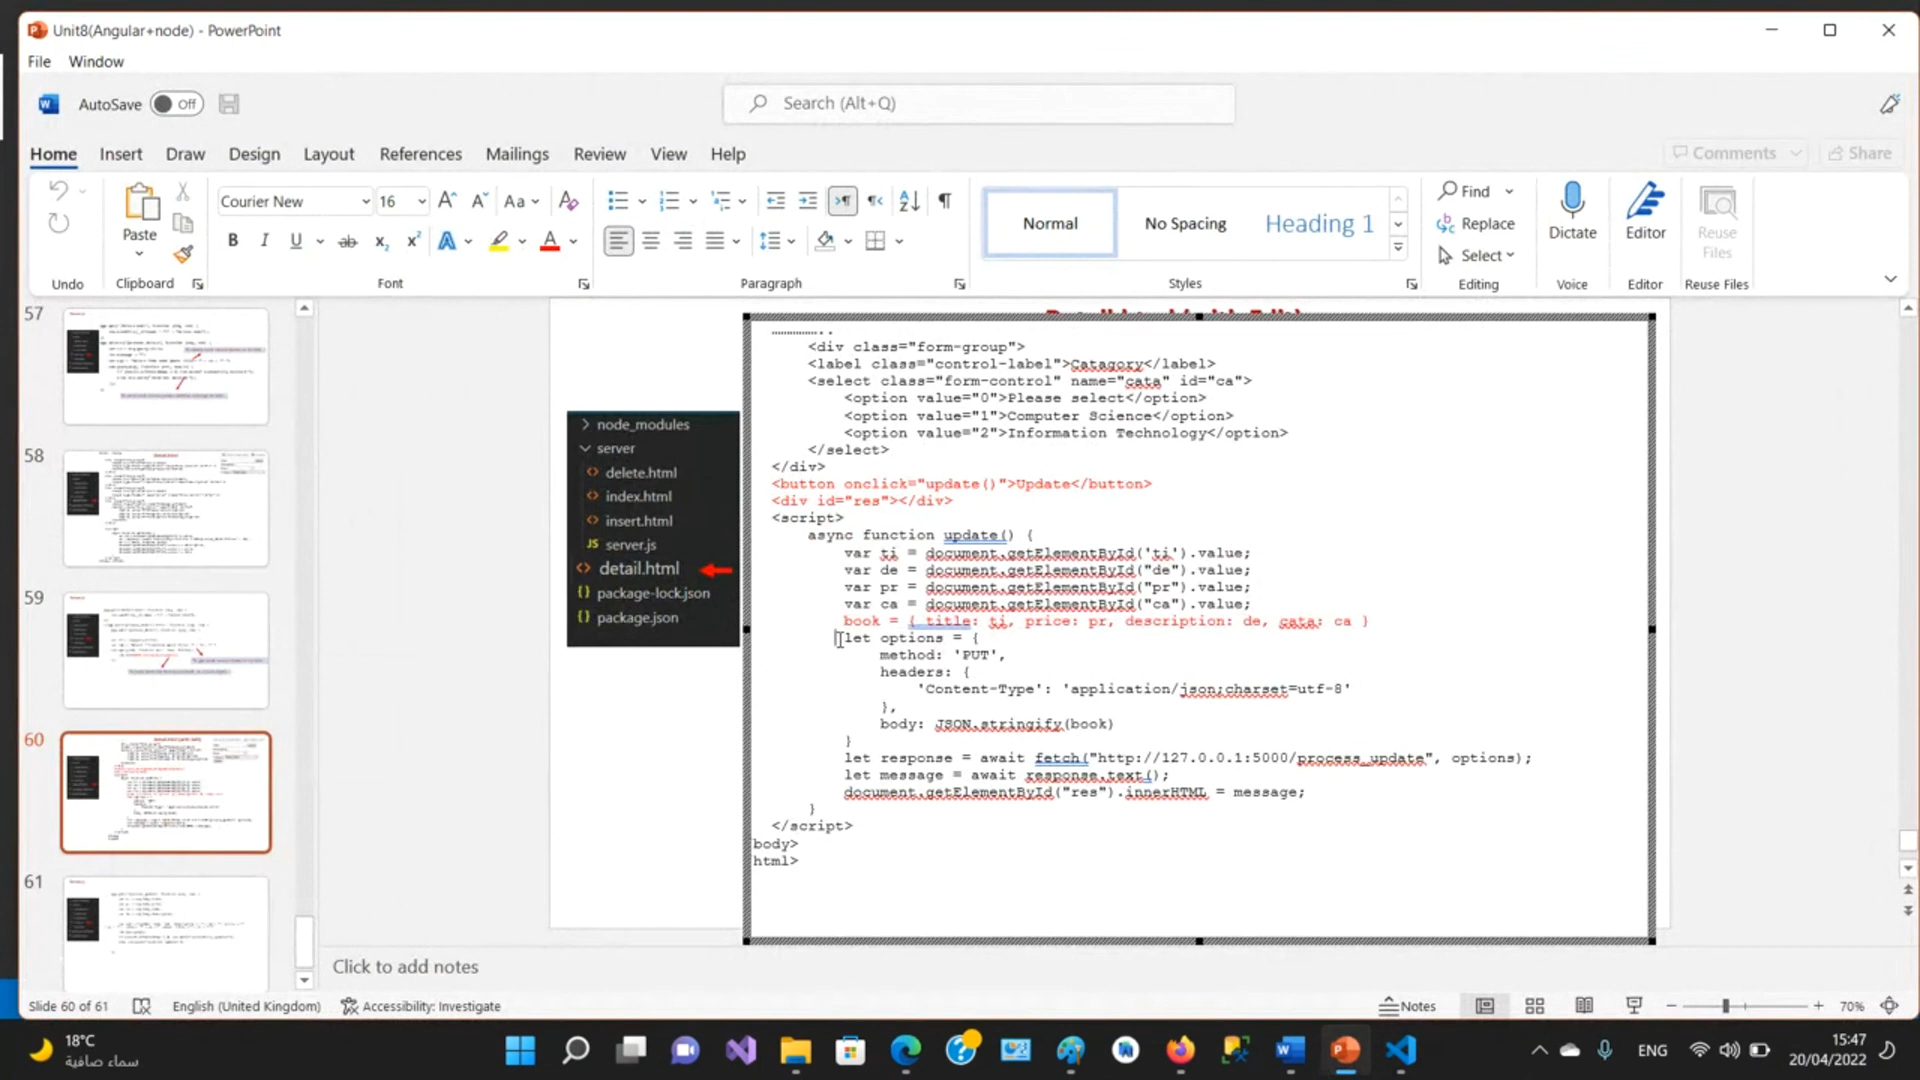 Unit8(Angular+node) - PowerPoint
File Window
AutoSave Off
Search (Alt+Q)
Home Insert Draw Design Layout References Mailings Review View Help
Comments Share
Courier New 16
Paste
Normal No Spacing Heading 1
Find
Replace
Select
Dictate Editor Reuse Files
Undo Clipboard Font Paragraph Styles Editing Voice Editor Reuse Files
57
58
59
60
61
node_modules
server
delete.html
index.html
insert.html
JS server.js
detail.html
{} package-lock.json
{} package.json
<div class="form-group">
<label class="control-label">Catagory</label>
<select class="form-control" name="cata" id="ca">
<option value="0">Please select</option>
<option value="1">Computer Science</option>
<option value="2">Information Technology</option>
</select>
</div>
<button onclick="update()">Update</button>
<div id="res"></div>
<script>
async function update() {
var ti = document.getElementById('ti').value;
var de = document.getElementById("de").value;
var pr = document.getElementById("pr").value;
var ca = document.getElementById("ca").value;
book = { title: ti, price: pr, description: de, cata: ca }
let options = {
method: 'PUT',
headers: {
'Content-Type': 'application/json;charset=utf-8'
},
body: JSON.stringify(book)
}
let response = await fetch("http://127.0.0.1:5000/process_update", options);
let message = await response.text();
document.getElementById("res").innerHTML = message;
}
</script>
body>
html>
Click to add notes
Slide 60 of 61 English (United Kingdom) Accessibility: Investigate Notes 70%
18°C
سماء صافية
ENG
15:47
20/04/2022